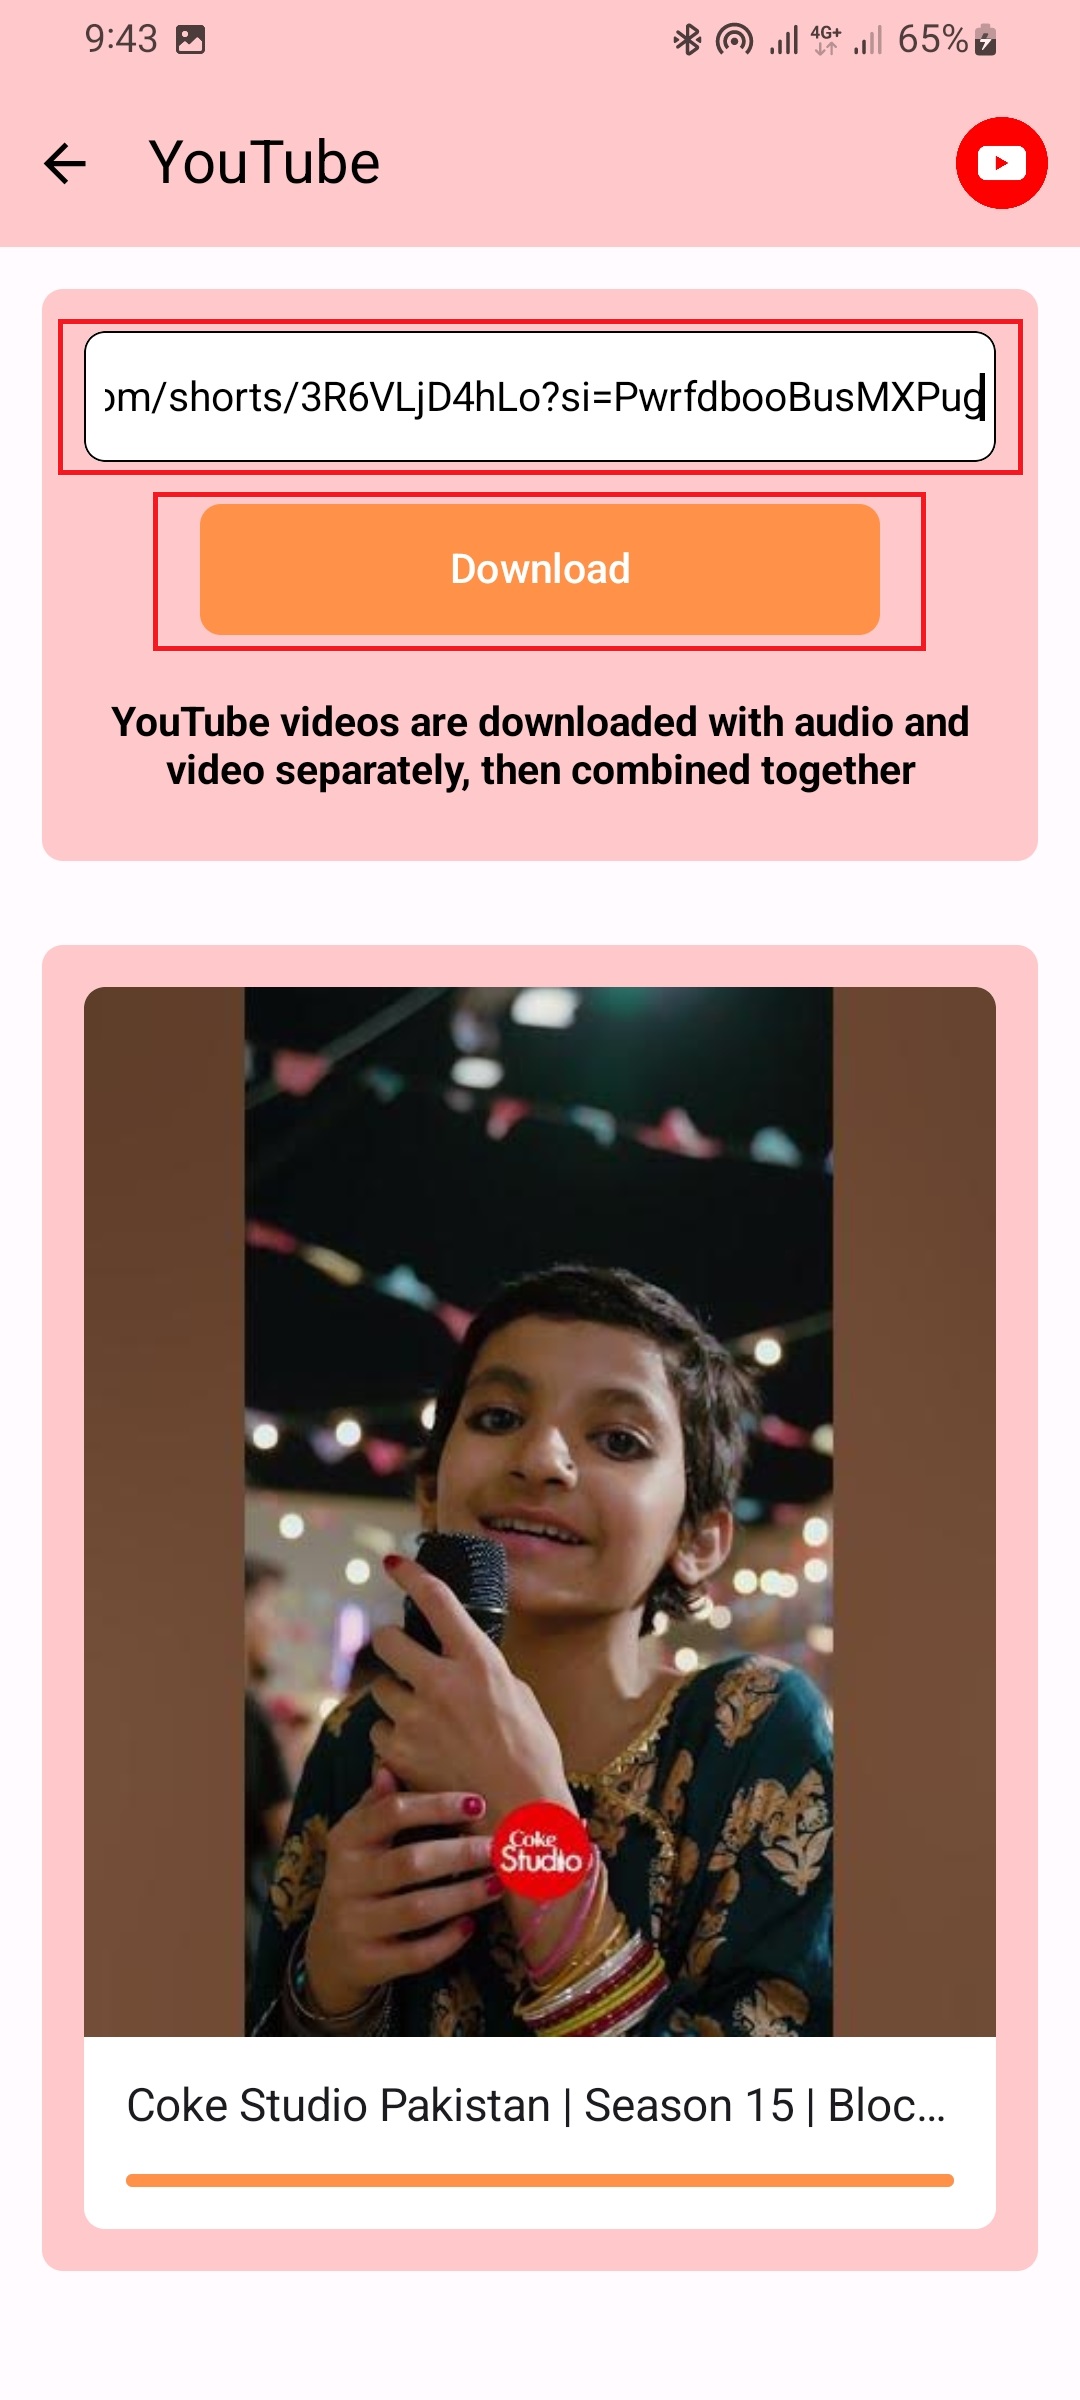 9:43
4G+
65%
YouTube
om/shorts/3R6VLjD4hLo?si=PwrfdbooBusMXPug
Download
YouTube videos are downloaded with audio and
video separately, then combined together
Coke
Studio
Coke Studio Pakistan | Season 15 | Bloc...